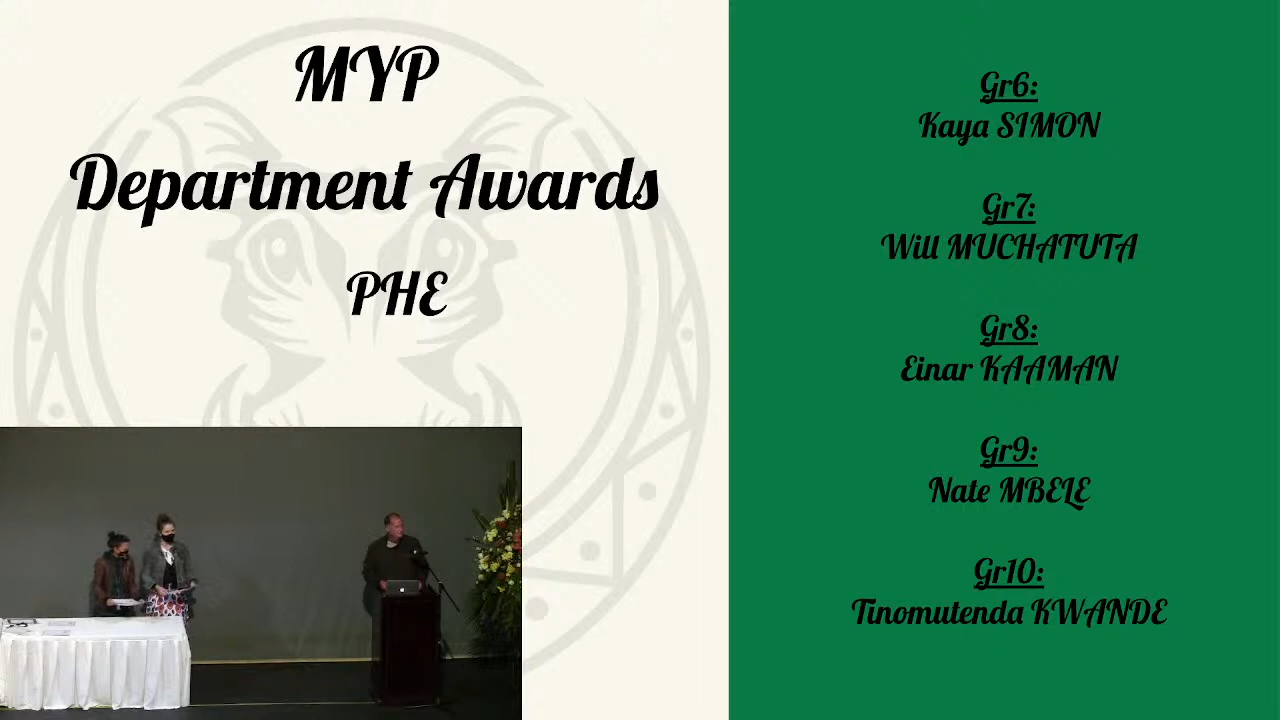 MYP
Department Awards
PHE
Gr6:
Kaya SIMON
Gr7:
Will MUCHATUTA
Gr8:
Einar KAAMAN
Gr9:
Nate MBELE
Gr10:
Tinomutenda KWANDE